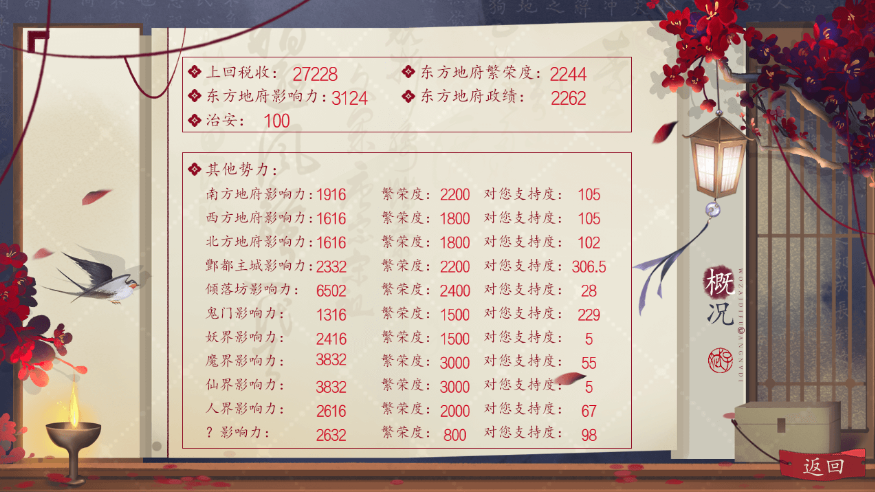 上回税收： 27228 东方地府繁荣度： 2244
东方地府影响力： 3124 东方地府政绩： 2262
治安： 100
其他势力：
南方地府影响力： 1916 繁荣度： 2200 对您支持度： 105
西方地府影响力： 1616 繁荣度： 1800 对您支持度： 105
北方地府影响力： 1616 繁荣度： 1800 对您支持度： 102
酆都主城影响力： 2332 繁荣度： 2200 对您支持度： 306.5
倾落坊影响力： 6502 繁荣度： 2400 对您支持度： 28
鬼门影响力： 1316 繁荣度： 1500 对您支持度： 229
妖界影响力： 2416 繁荣度： 1500 对您支持度： 5
魔界影响力： 3832 繁荣度： 3000 对您支持度： 55
仙界影响力： 3832 繁荣度： 3000 对您支持度： 5
人界影响力： 2616 繁荣度： 2000 对您支持度： 67
？影响力： 2632 繁荣度： 800 对您支持度： 98
概况
返回